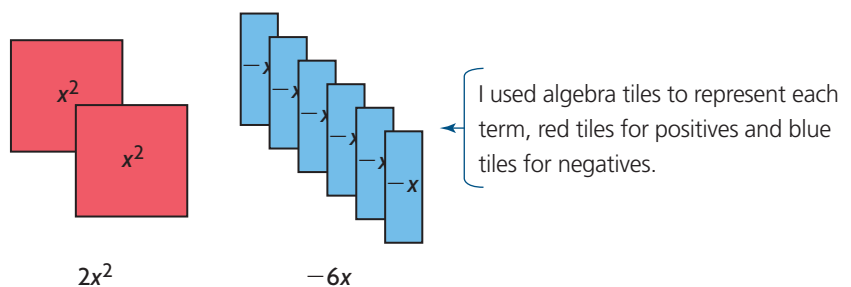 x²
x²
−x
−x
−x
−x
−x
−x
I used algebra tiles to represent each
term, red tiles for positives and blue
tiles for negatives.
2x²
−6x